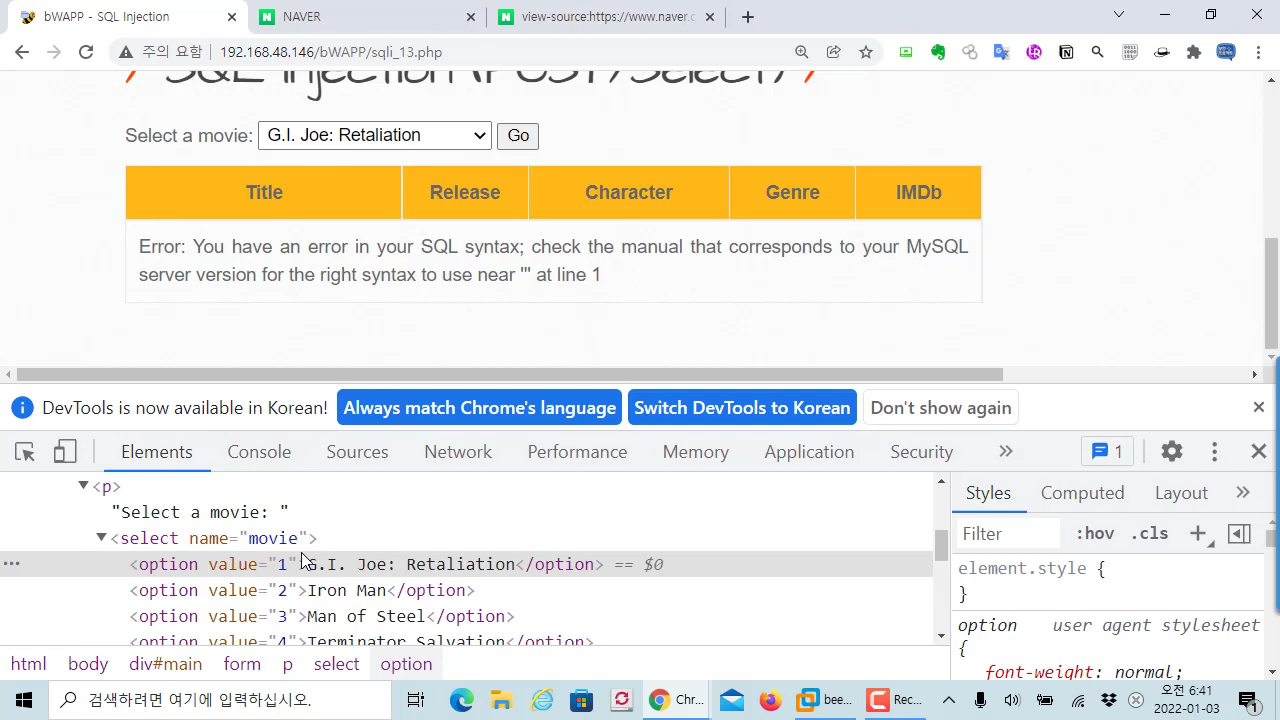 bWAPP - SQL Injection
NAVER
view-source:https://www.naver.c
주의 요함
192.168.48.146/bWAPP/sqli_13.php
/ SQL Injection (POST/Select) /
Select a movie: G.I. Joe: Retaliation Go
Title Release Character Genre IMDb
Error: You have an error in your SQL syntax; check the manual that corresponds to your MySQL
server version for the right syntax to use near ''' at line 1
DevTools is now available in Korean! Always match Chrome's language Switch DevTools to Korean Don't show again
Elements Console Sources Network Performance Memory Application Security » 1
<p>
"Select a movie: "
<select name="movie">
<option value="1">G.I. Joe: Retaliation</option> == $0
<option value="2">Iron Man</option>
<option value="3">Man of Steel</option>
<option value="4">Terminator Salvation</option>
html body div#main form p select option
Styles Computed Layout »
Filter :hov .cls +
element.style {
}
option user agent stylesheet
{
font-weight: normal;
검색하려면 여기에 입력하십시오.
Chr...
bee...
Rec...
오전 6:41
2022-01-03
1